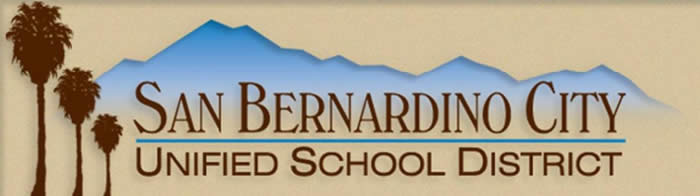 SAN BERNARDINO CITY
UNIFIED SCHOOL DISTRICT